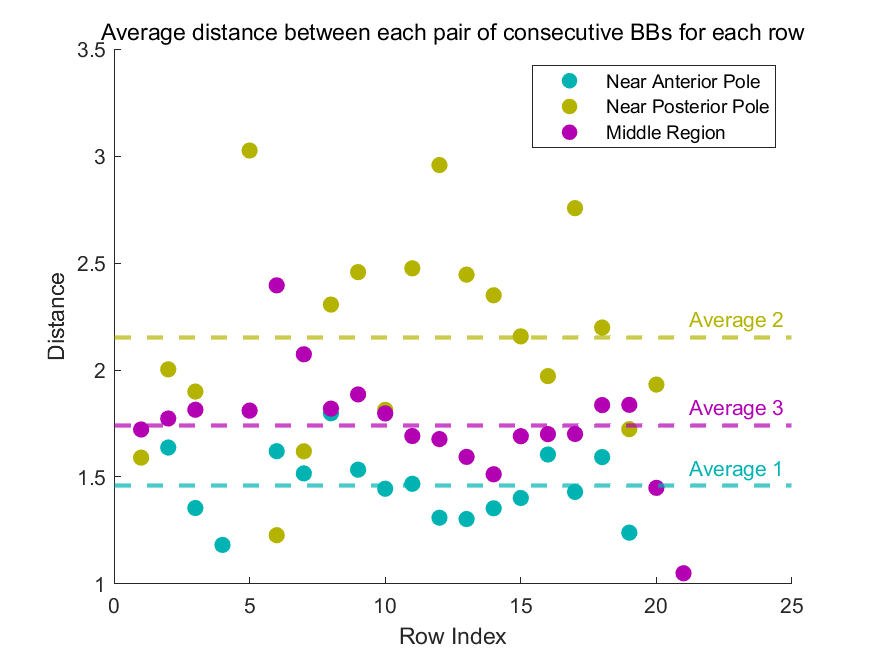 Average distance between each pair of consecutive BBs for each row
Near Anterior Pole
Near Posterior Pole
Middle Region
3.5
3
2.5
2
1.5
1
Distance
Average 2
Average 3
Average 1
0 5 10 15 20 25
Row Index